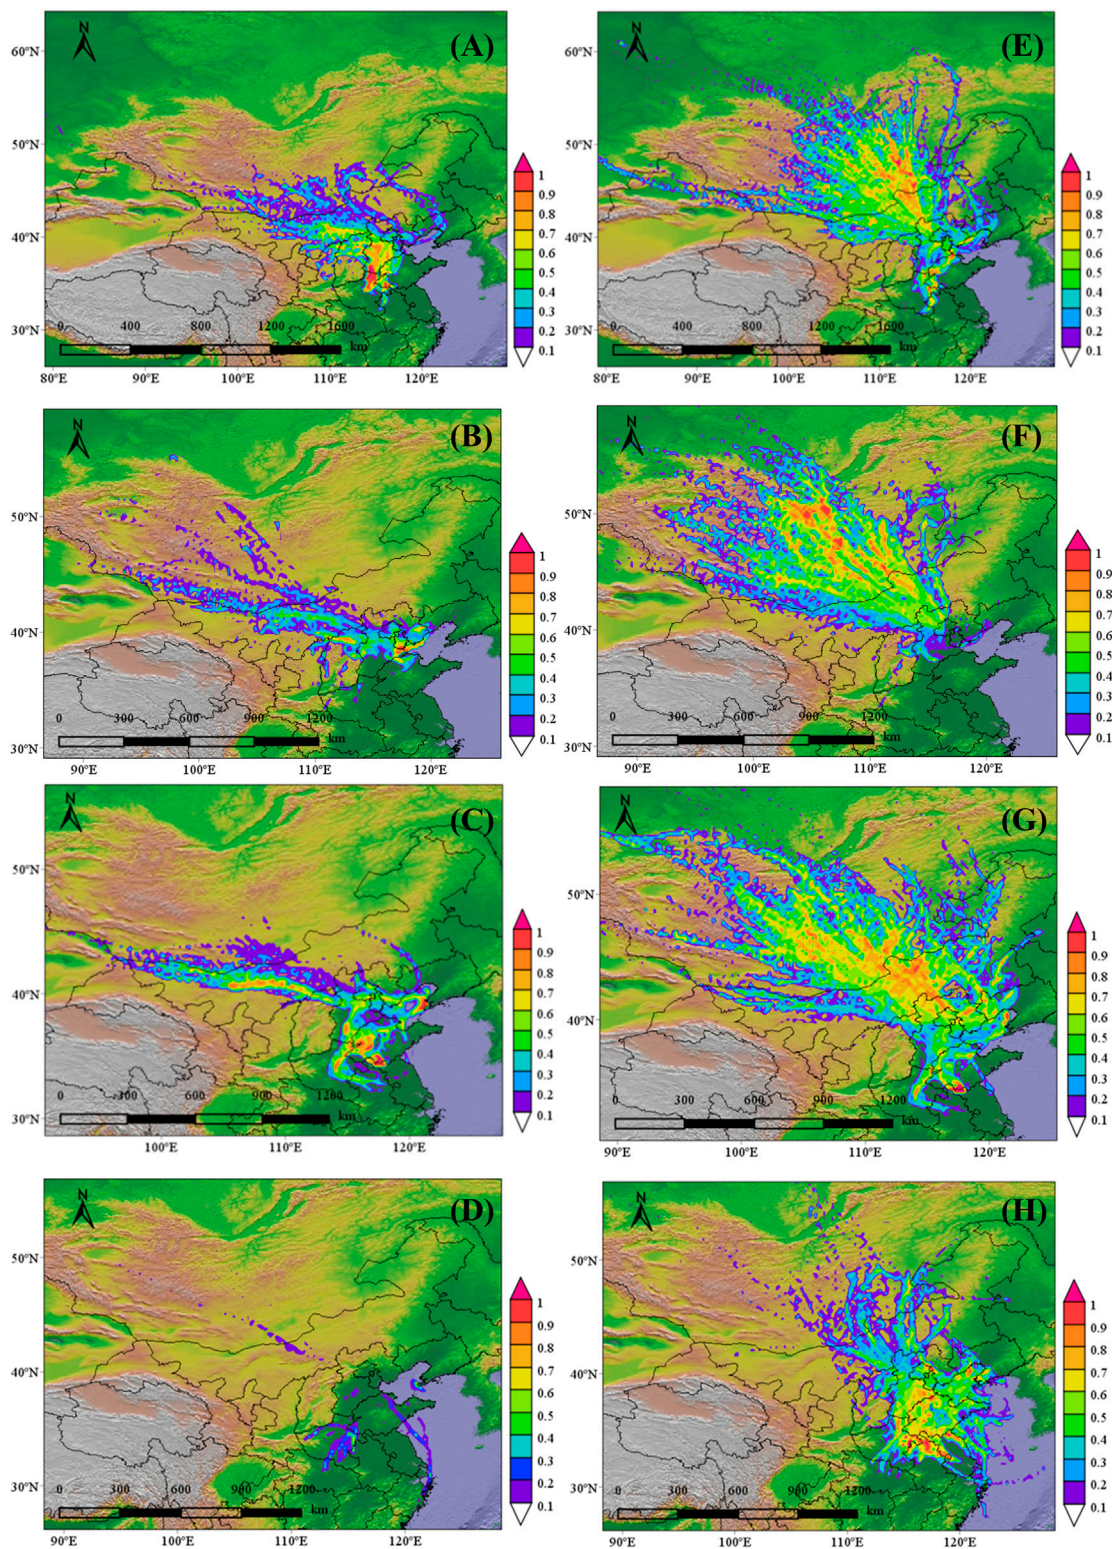 N
(A)
60°N
50°N
40°N
30°N
0
400
800
1200
1600
km
80°E
90°E
100°E
110°E
120°E
1
0.9
0.8
0.7
0.6
0.5
0.4
0.3
0.2
0.1
N
(E)
60°N
50°N
40°N
30°N
0
400
800
1200
1600
km
80°E
90°E
100°E
110°E
120°E
1
0.9
0.8
0.7
0.6
0.5
0.4
0.3
0.2
0.1
N
(B)
50°N
40°N
30°N
0
300
600
900
1200
km
90°E
100°E
110°E
120°E
1
0.9
0.8
0.7
0.6
0.5
0.4
0.3
0.2
0.1
N
(F)
50°N
40°N
30°N
0
300
600
900
1200
km
90°E
100°E
110°E
120°E
1
0.9
0.8
0.7
0.6
0.5
0.4
0.3
0.2
0.1
N
(C)
50°N
40°N
30°N
0
300
600
900
1200
km
100°E
110°E
120°E
1
0.9
0.8
0.7
0.6
0.5
0.4
0.3
0.2
0.1
N
(G)
50°N
40°N
30°N
0
300
600
900
1200
km
90°E
100°E
110°E
120°E
1
0.9
0.8
0.7
0.6
0.5
0.4
0.3
0.2
0.1
N
(D)
50°N
40°N
30°N
0
300
600
900
1200
km
90°E
100°E
110°E
120°E
1
0.9
0.8
0.7
0.6
0.5
0.4
0.3
0.2
0.1
N
(H)
50°N
40°N
30°N
0
300
600
900
1200
km
90°E
100°E
110°E
120°E
1
0.9
0.8
0.7
0.6
0.5
0.4
0.3
0.2
0.1